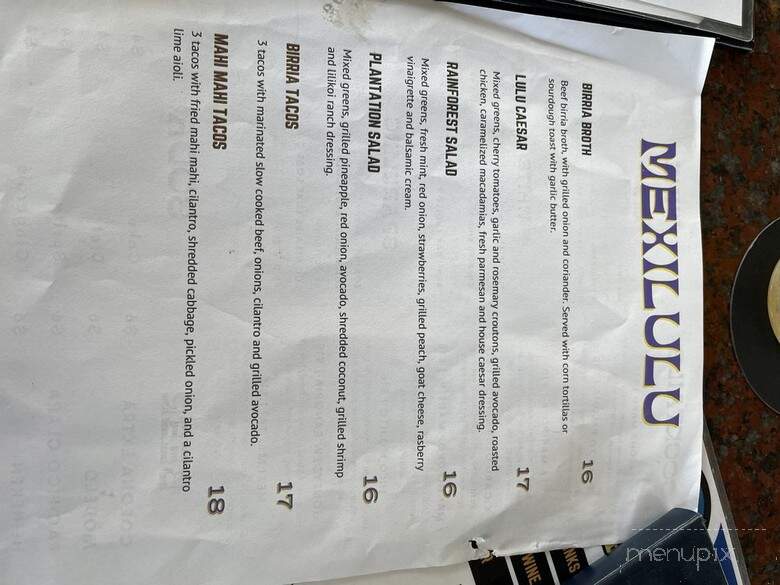 MEXILULU
BIRRIA BROTH 16
Beef birria broth, with grilled onion and coriander. Served with corn tortillas or
sourdough toast with garlic butter.
LULU CAESAR 17
Mixed greens, cherry tomatoes, garlic and rosemary croutons, grilled avocado, roasted
chicken, caramelized macadamias, fresh parmesan and house caesar dressing.
RAINFOREST SALAD 16
Mixed greens, fresh mint, red onion, strawberries, grilled peach, goat cheese, rasberry
vinaigrette and balsamic cream.
PLANTATION SALAD 16
Mixed greens, grilled pineapple, red onion, avocado, shredded coconut, grilled shrimp
and lilikoi ranch dressing.
BIRRIA TACOS 17
3 tacos with marinated slow cooked beef, onions, cilantro and grilled avocado.
MAHI MAHI TACOS 18
3 tacos with fried mahi mahi, cilantro, shredded cabbage, pickled onion, and a cilantro
lime aioli.
NKS
WINE
menupix